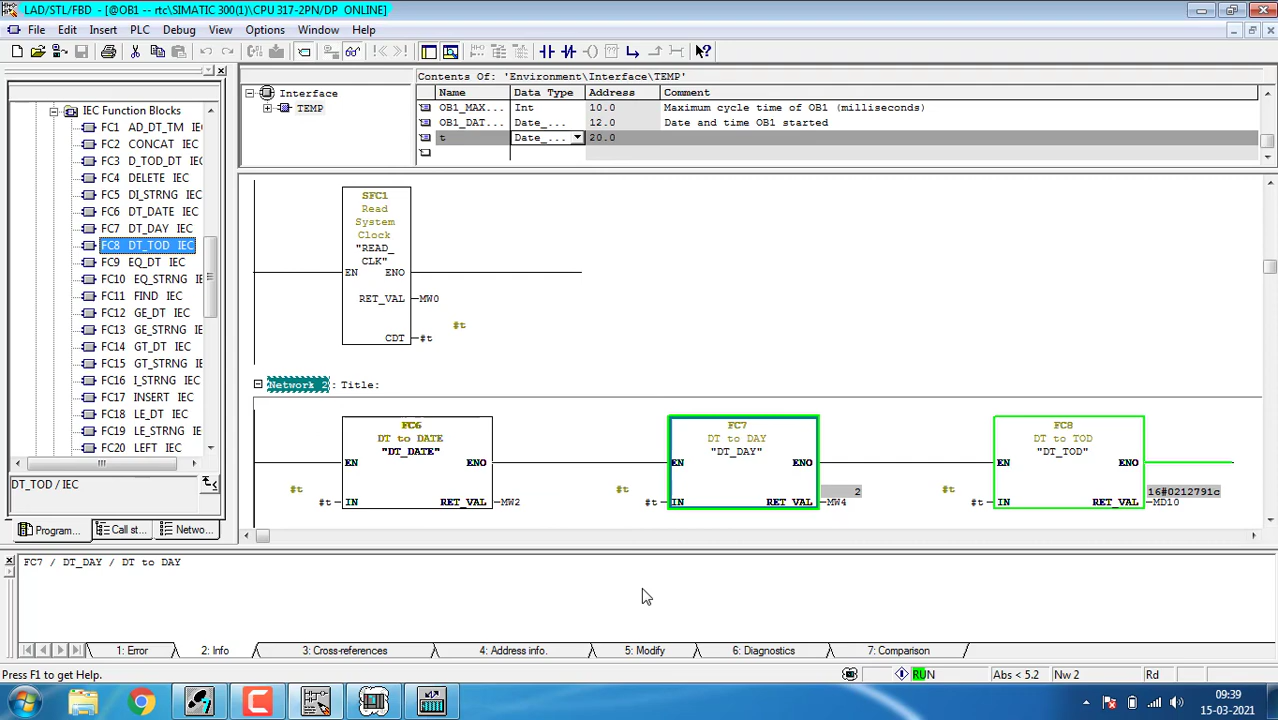 LAD/STL/FBD - [@OB1 -- rtc\SIMATIC 300(1)\CPU 317-2PN/DP ONLINE]
File Edit Insert PLC Debug View Options Window Help
IEC Function Blocks
FC1 AD_DT_TM IE
FC2 CONCAT IEC
FC3 D_TOD_DT IE
FC4 DELETE IEC
FC5 DI_STRNG IE
FC6 DT_DATE IEC
FC7 DT_DAY IEC
FC8 DT_TOD IEC
FC9 EQ_DT IEC
FC10 EQ_STRNG IE
FC11 FIND IEC
FC12 GE_DT IEC
FC13 GE_STRNG IE
FC14 GT_DT IEC
FC15 GT_STRNG IE
FC16 I_STRNG IEC
FC17 INSERT IEC
FC18 LE_DT IEC
FC19 LE_STRNG IE
FC20 LEFT IEC
DT_TOD / IEC
Program... Call st... Netwo...
Interface
TEMP
Contents Of: 'Environment\Interface\TEMP'
Name Data Type Address Comment
OB1_MAX... Int 10.0 Maximum cycle time of OB1 (milliseconds)
OB1_DAT... Date_... 12.0 Date and time OB1 started
t Date_... 20.0
SFC1
Read
System
Clock
"READ_
CLK"
EN ENO
RET_VAL MW0
#t
CDT #t
Network 2 : Title:
FC6 FC7 FC8
DT to DATE DT to DAY DT to TOD
"DT_DATE" "DT_DAY" "DT_TOD"
EN ENO EN ENO EN ENO
#t #t 2 #t 16#0212791c
#t IN RET_VAL MW2 #t IN RET_VAL MW4 #t IN RET_VAL MD10
FC7 / DT_DAY / DT to DAY
1: Error 2: Info 3: Cross-references 4: Address info. 5: Modify 6: Diagnostics 7: Comparison
Press F1 to get Help. RUN Abs < 5.2 Nw 2 Rd
09:39
15-03-2021